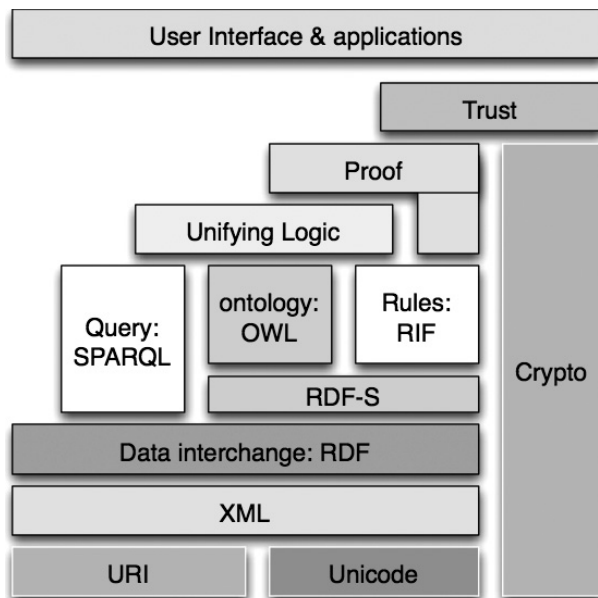 User Interface & applications
Trust
Proof
Unifying Logic
Query:
SPARQL
ontology:
OWL
Rules:
RIF
Crypto
RDF-S
Data interchange: RDF
XML
URI
Unicode